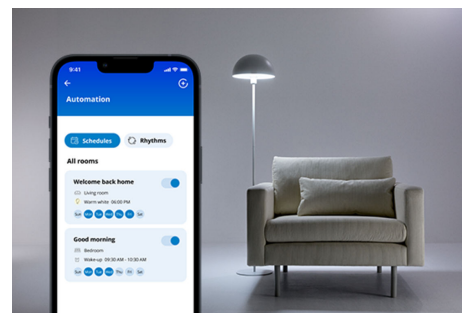 9:41
Automation
Schedules
Rhythms
All rooms
Welcome back home
Living room
Warm white 06:00 PM
Sun Mon Tue Wed Thu Fri Sat
Good morning
Bedroom
Wake-up 09:30 AM - 10:30 AM
Sun Mon Tue Wed Thu Fri Sat